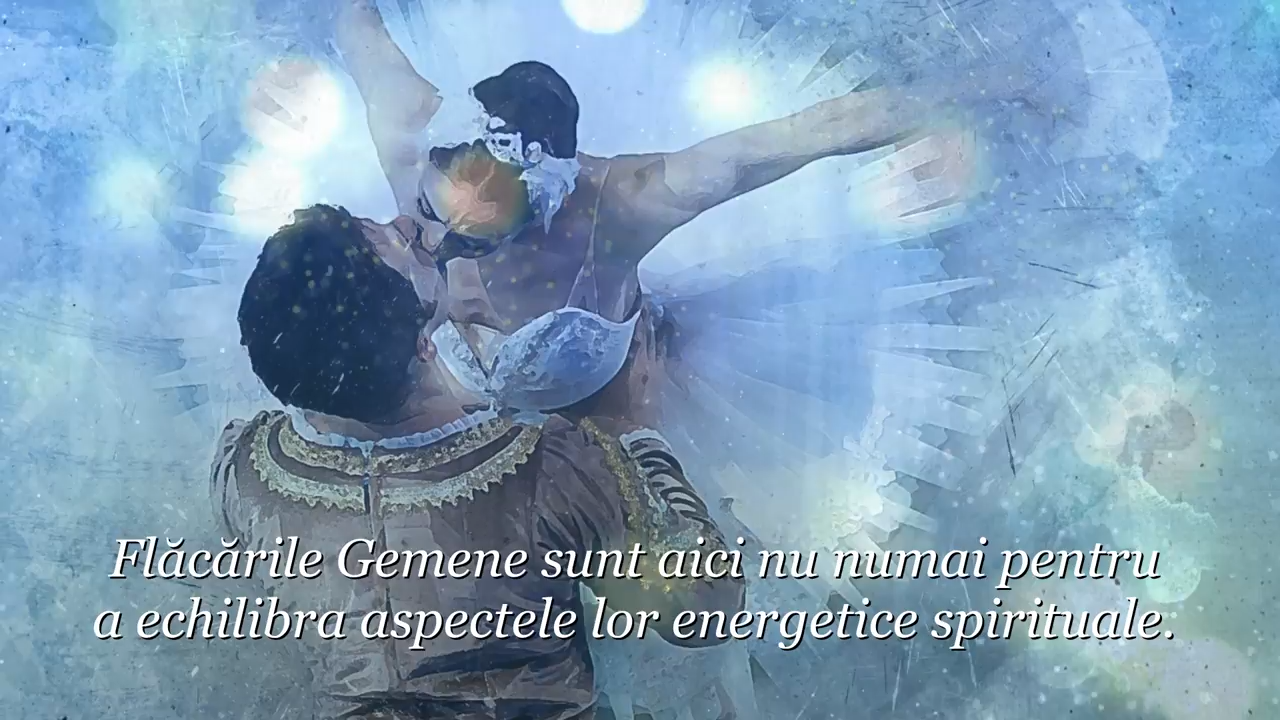 Flăcările Gemene sunt aici nu numai pentru
a echilibra aspectele lor energetice spirituale.